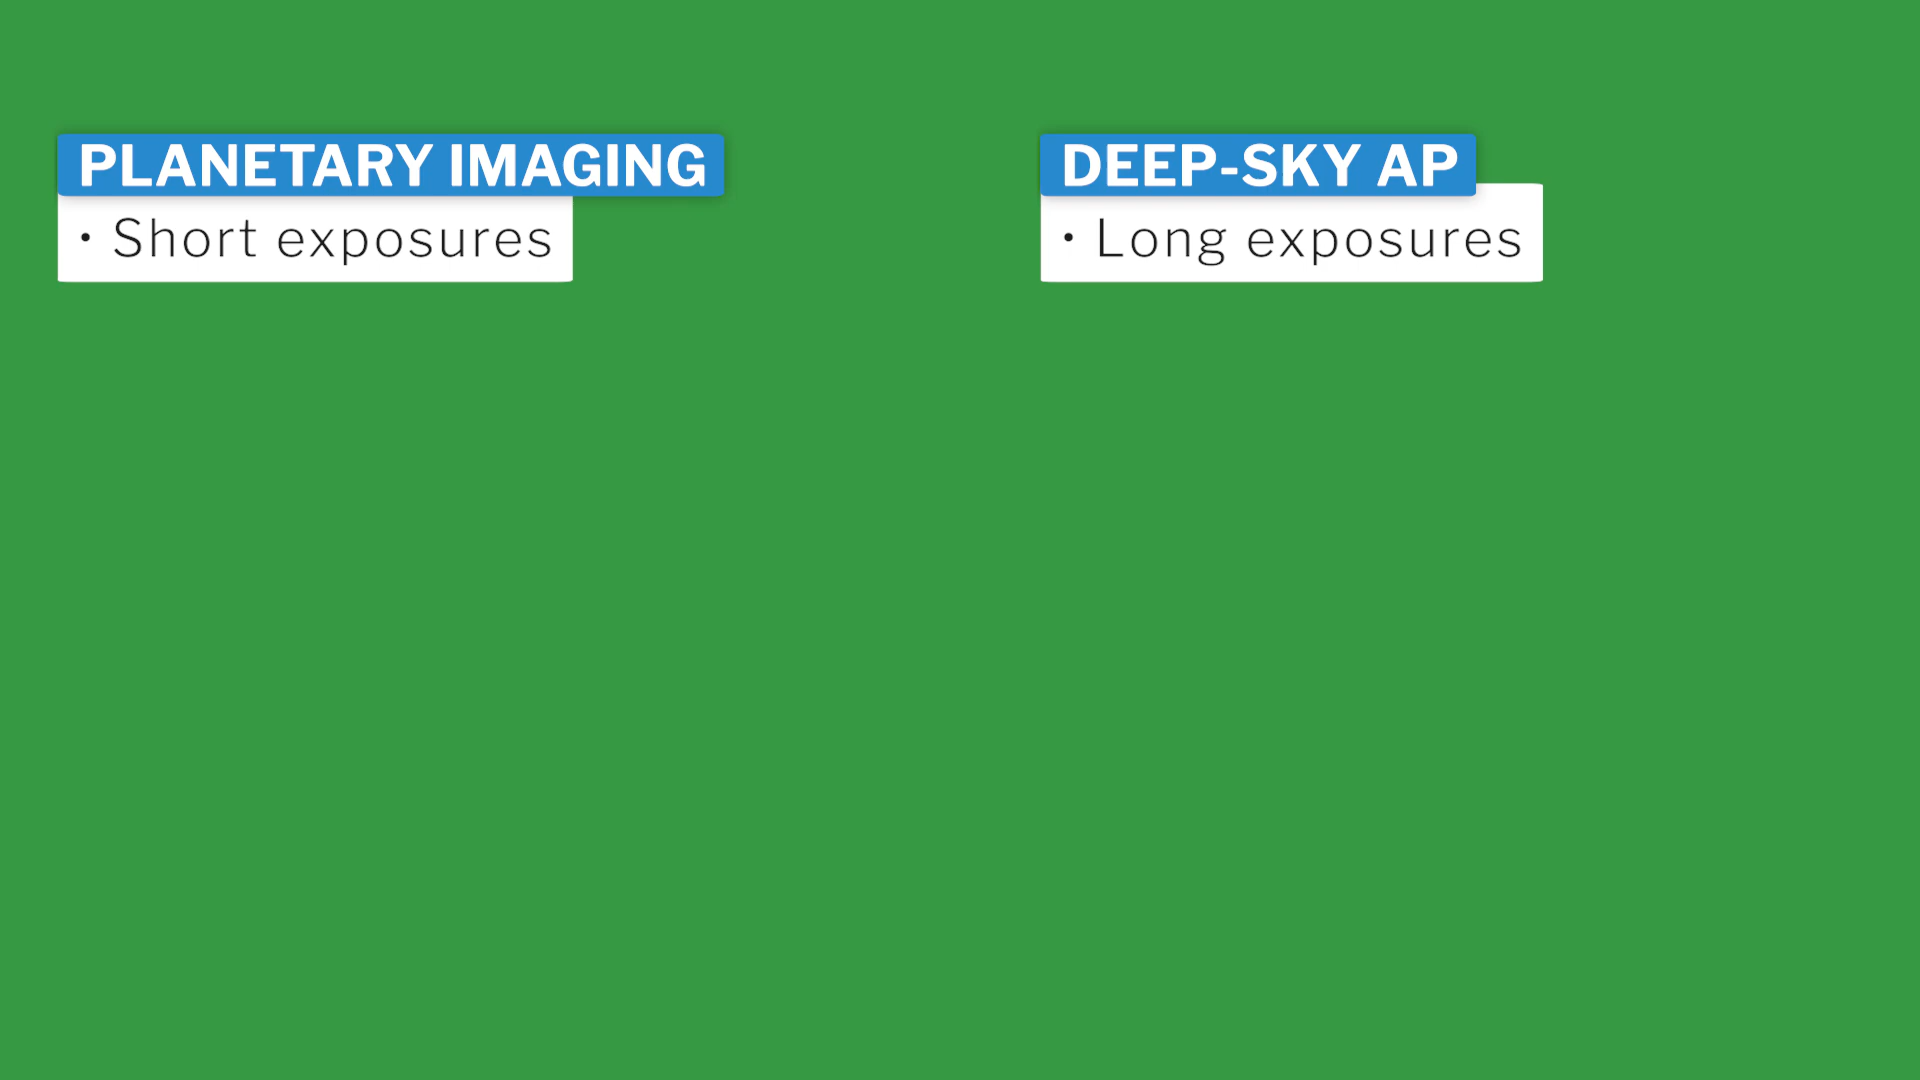 PLANETARY IMAGING
• Short exposures
DEEP-SKY AP
• Long exposures